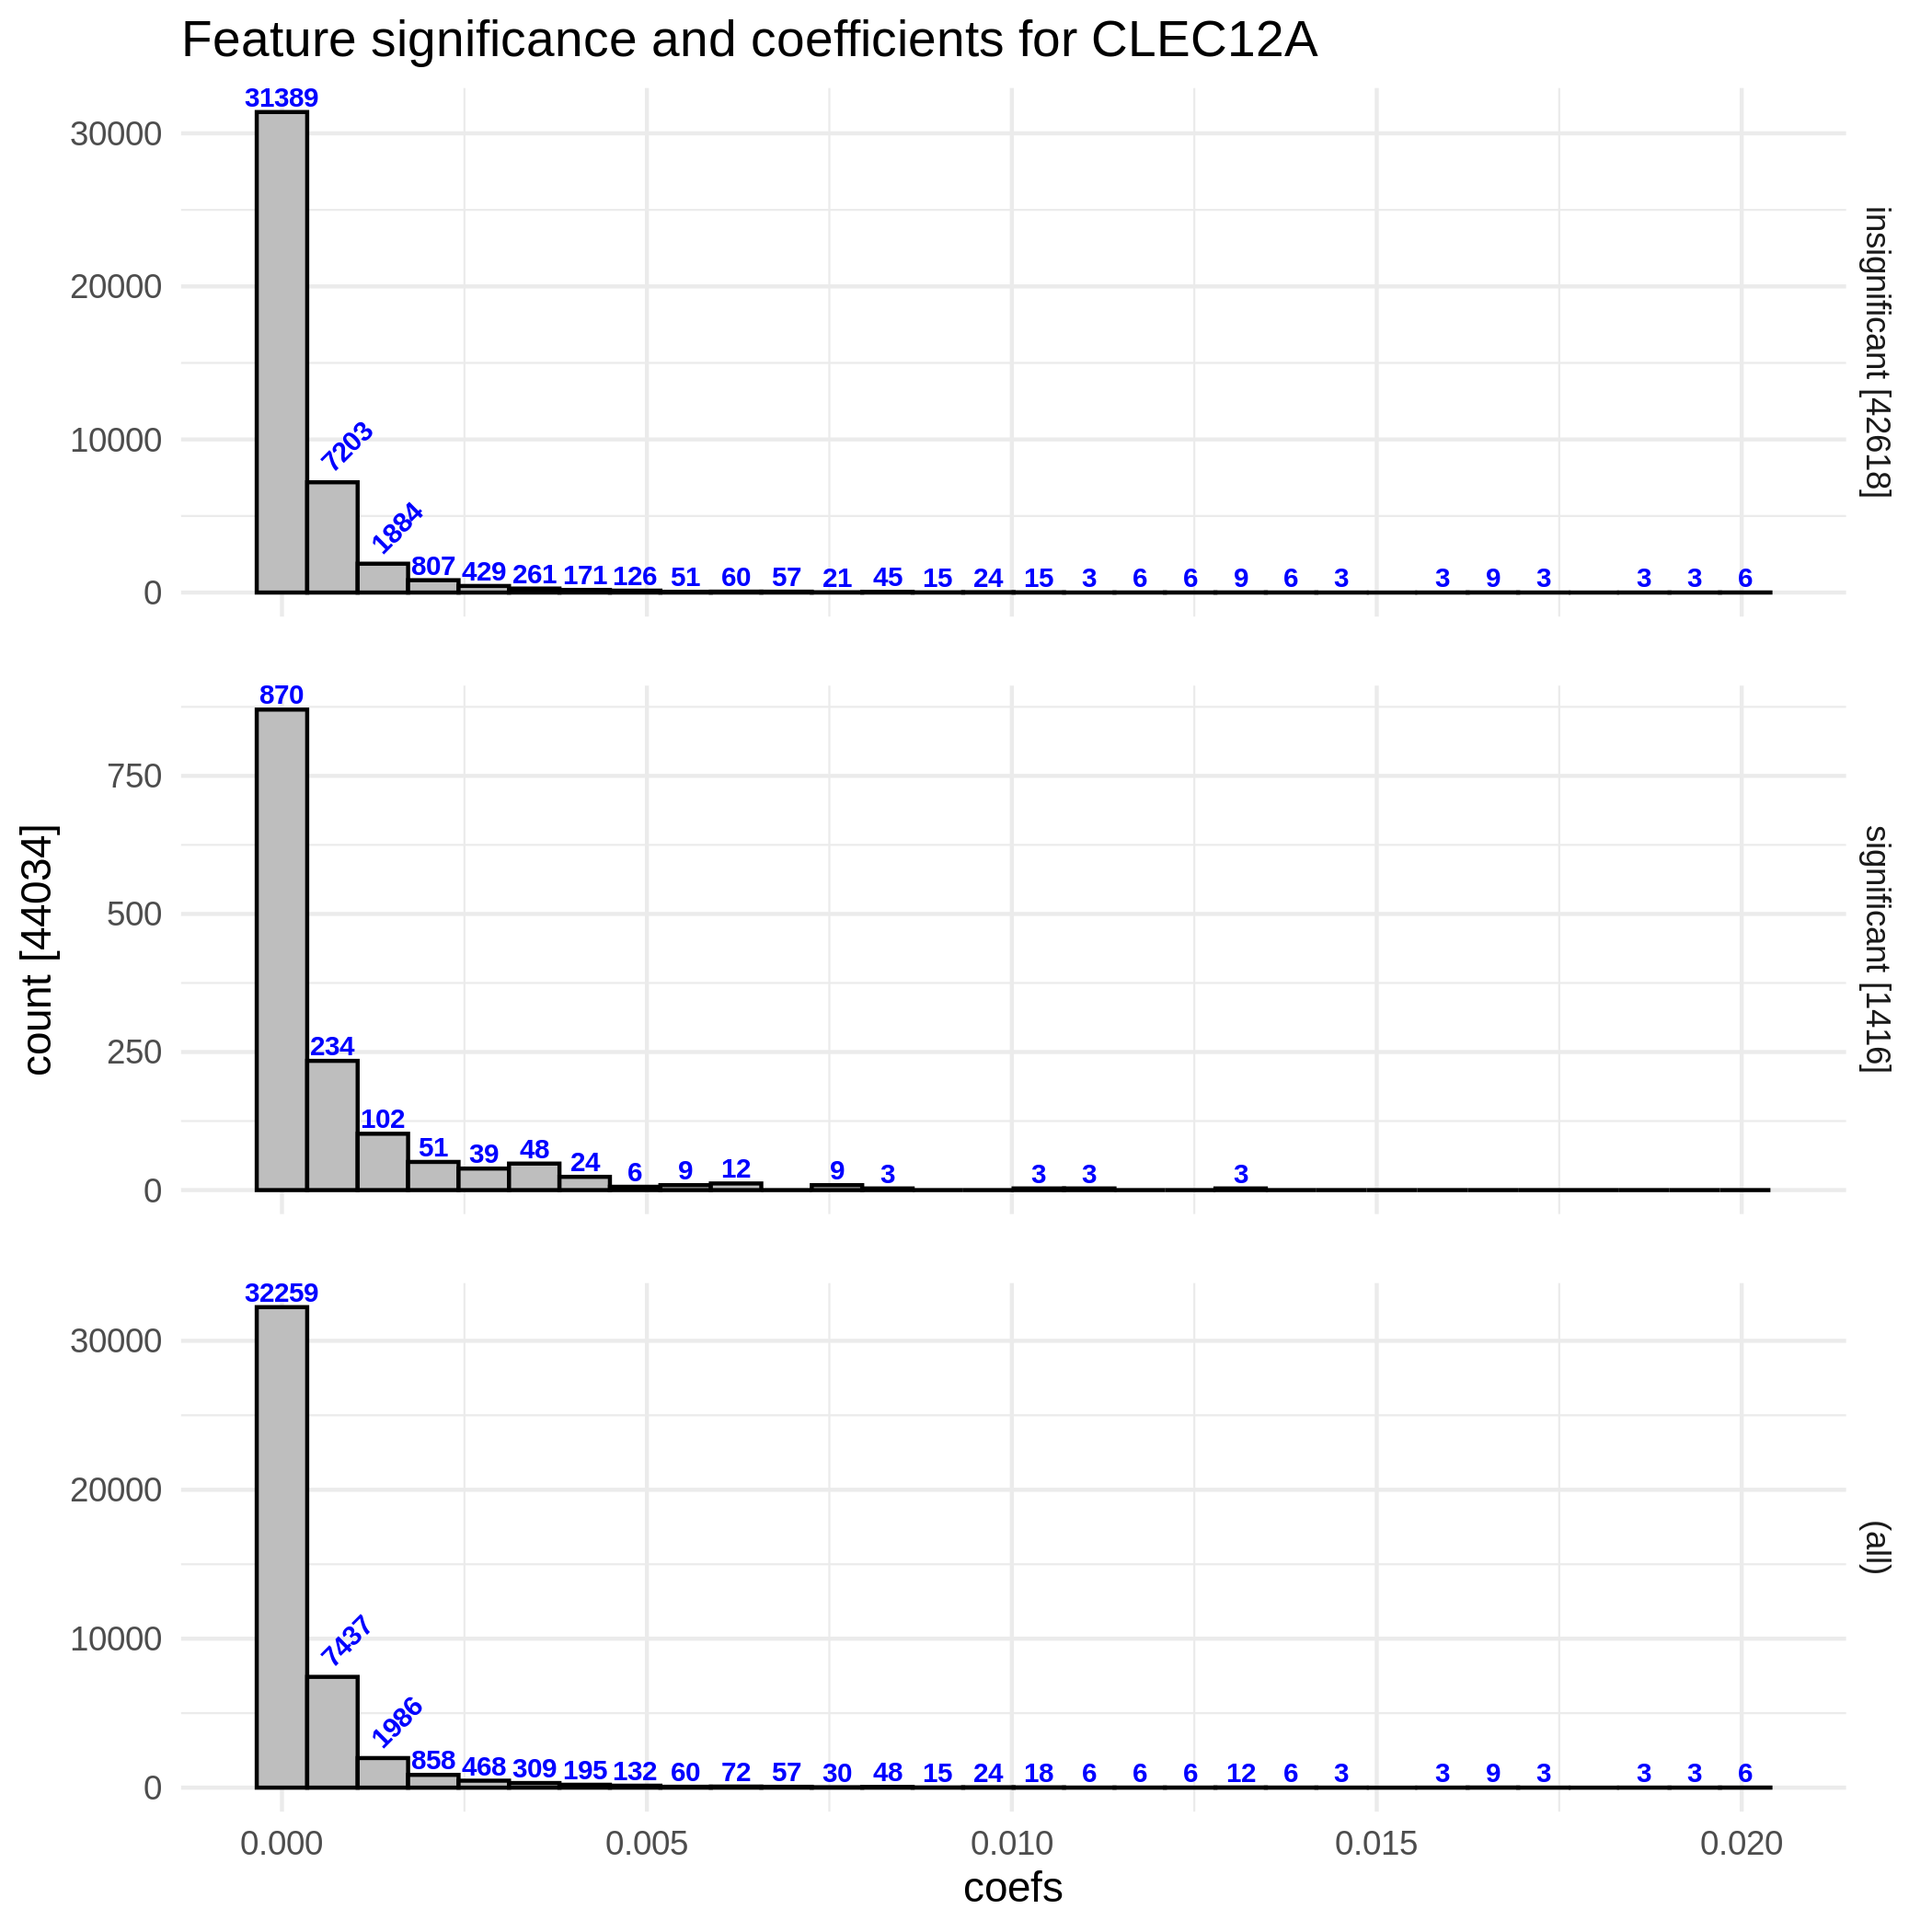 Feature significance and coefficients for CLEC12A
31389
30000
20000
10000
0
7203
1884
807 429 261 171 126 51 60 57 21 45 15 24 15 3 6 6 9 6 3 3 9 3 3 3 6
insignificant [42618]
870
750
500
250
0
234
102
51 39 48 24 6 9 12 9 3 3 3 3
significant [1416]
count [44034]
32259
30000
20000
10000
0
7437
1986
858 468 309 195 132 60 72 57 30 48 15 24 18 6 6 6 12 6 3 3 9 3 3 3 6
(all)
0.000 0.005 0.010 0.015 0.020
coefs